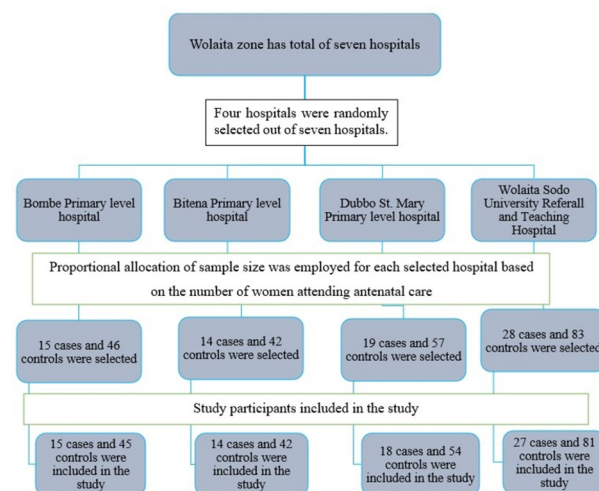 Wolaita zone has total of seven hospitals
Four hospitals were randomly
selected out of seven hospitals.
Bombe Primary level
hospital
Bitena Primary level
hospital
Dubbo St. Mary
Primary level hospital
Wolaita Sodo
University Referall
and Teaching
Hospital
Proportional allocation of sample size was employed for each selected hospital based
on the number of women attending antenatal care
15 cases and 46
controls were selected
14 cases and 42
controls were selected
19 cases and 57
controls were selected
28 cases and 83
controls were selected
Study participants included in the study
15 cases and 45
controls were
included in the
study
14 cases and 42
controls were
included in the
study
18 cases and 54
controls were
included in the study
27 cases and 81
controls were
included in the
study